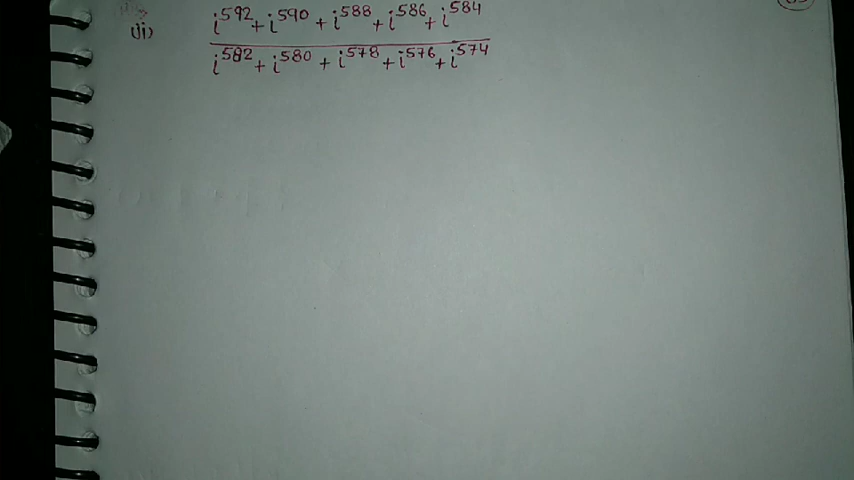 (ii) i^592 + i^590 + i^588 + i^586 + i^584
i^582 + i^580 + i^578 + i^576 + i^574